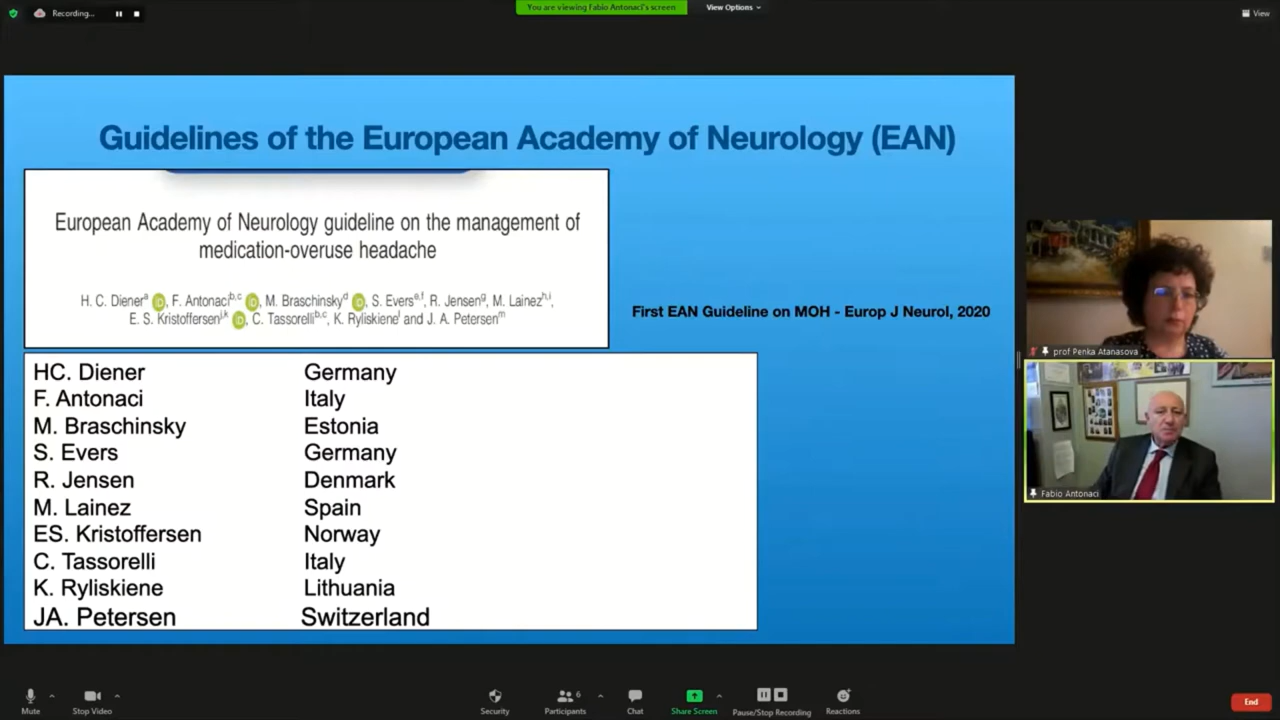 Recording...
You are viewing Fabio Antonaci's screen
View Options
View
Guidelines of the European Academy of Neurology (EAN)
European Academy of Neurology guideline on the management of
medication-overuse headache
H. C. Diener^a iD, F. Antonaci^b,c iD, M. Braschinsky^d iD, S. Evers^e,f, R. Jensen^g, M. Lainez^h,i,
E. S. Kristoffersen^j,k iD, C. Tassorelli^b,c, K. Ryliskiene^l and J. A. Petersen^m
First EAN Guideline on MOH - Europ J Neurol, 2020
HC. Diener Germany
F. Antonaci Italy
M. Braschinsky Estonia
S. Evers Germany
R. Jensen Denmark
M. Lainez Spain
ES. Kristoffersen Norway
C. Tassorelli Italy
K. Ryliskiene Lithuania
JA. Petersen Switzerland
prof Penka Atanasova
Fabio Antonaci
Mute
Stop Video
Security
Participants
6
Chat
Share Screen
Pause/Stop Recording
Reactions
End